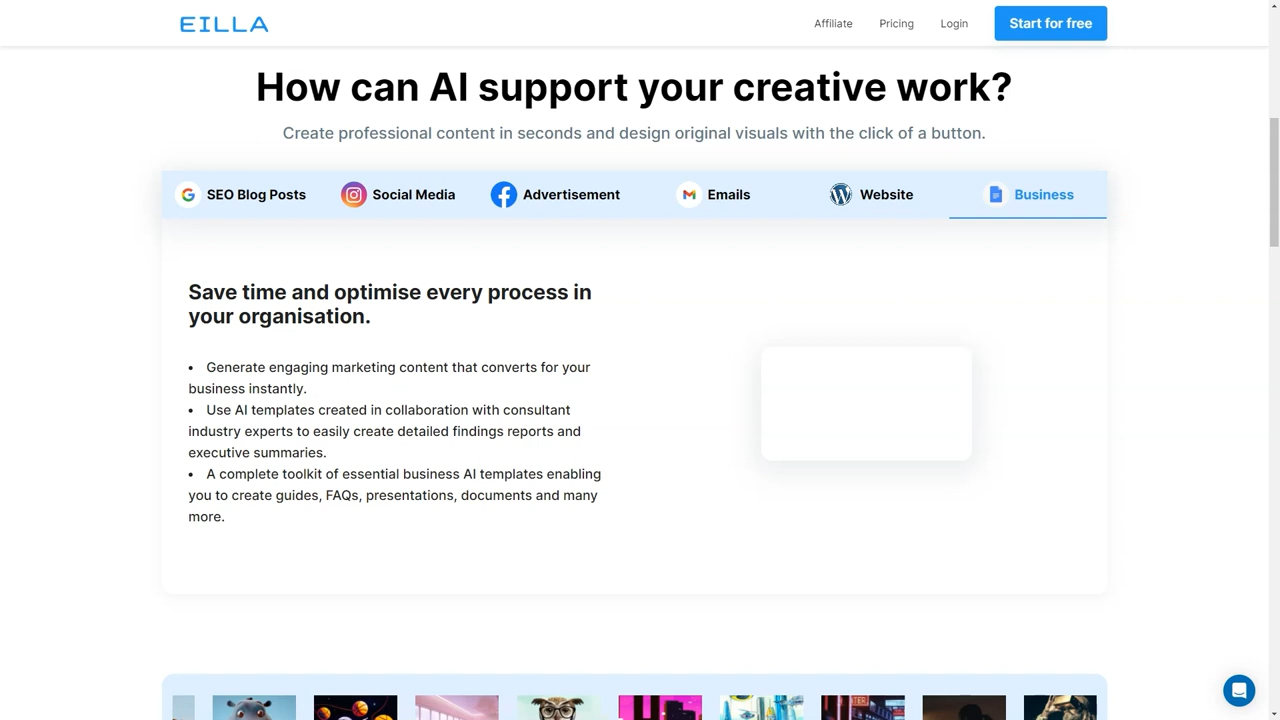 EILLA
Affiliate
Pricing
Login
Start for free
How can AI support your creative work?
Create professional content in seconds and design original visuals with the click of a button.
SEO Blog Posts
Social Media
Advertisement
Emails
Website
Business
Save time and optimise every process in
your organisation.
• Generate engaging marketing content that converts for your
business instantly.
• Use AI templates created in collaboration with consultant
industry experts to easily create detailed findings reports and
executive summaries.
• A complete toolkit of essential business AI templates enabling
you to create guides, FAQs, presentations, documents and many
more.